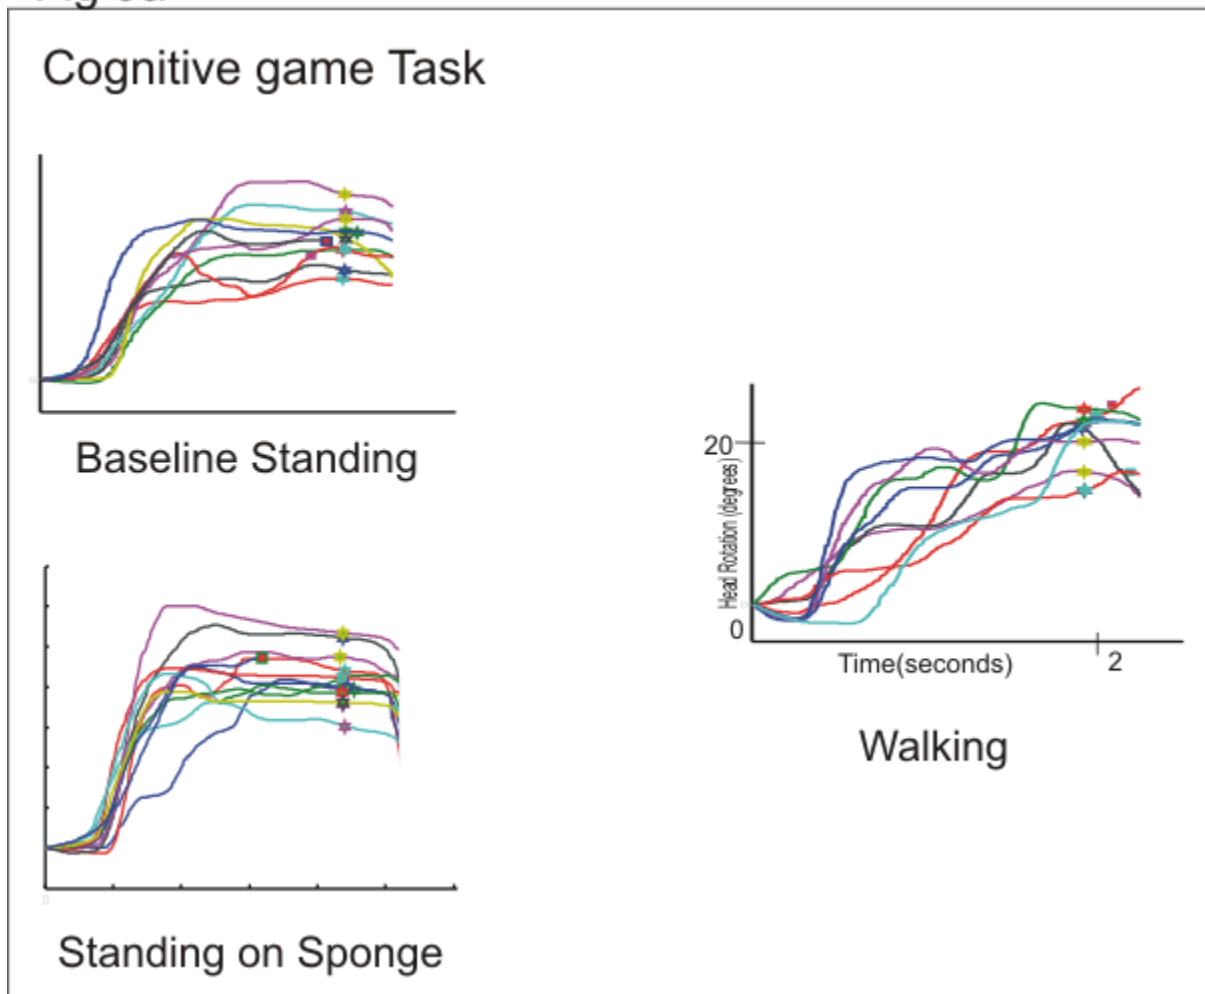 Cognitive game Task
Baseline Standing
Standing on Sponge
20
Head Rotation (degrees)
0
Time(seconds)
2
Walking